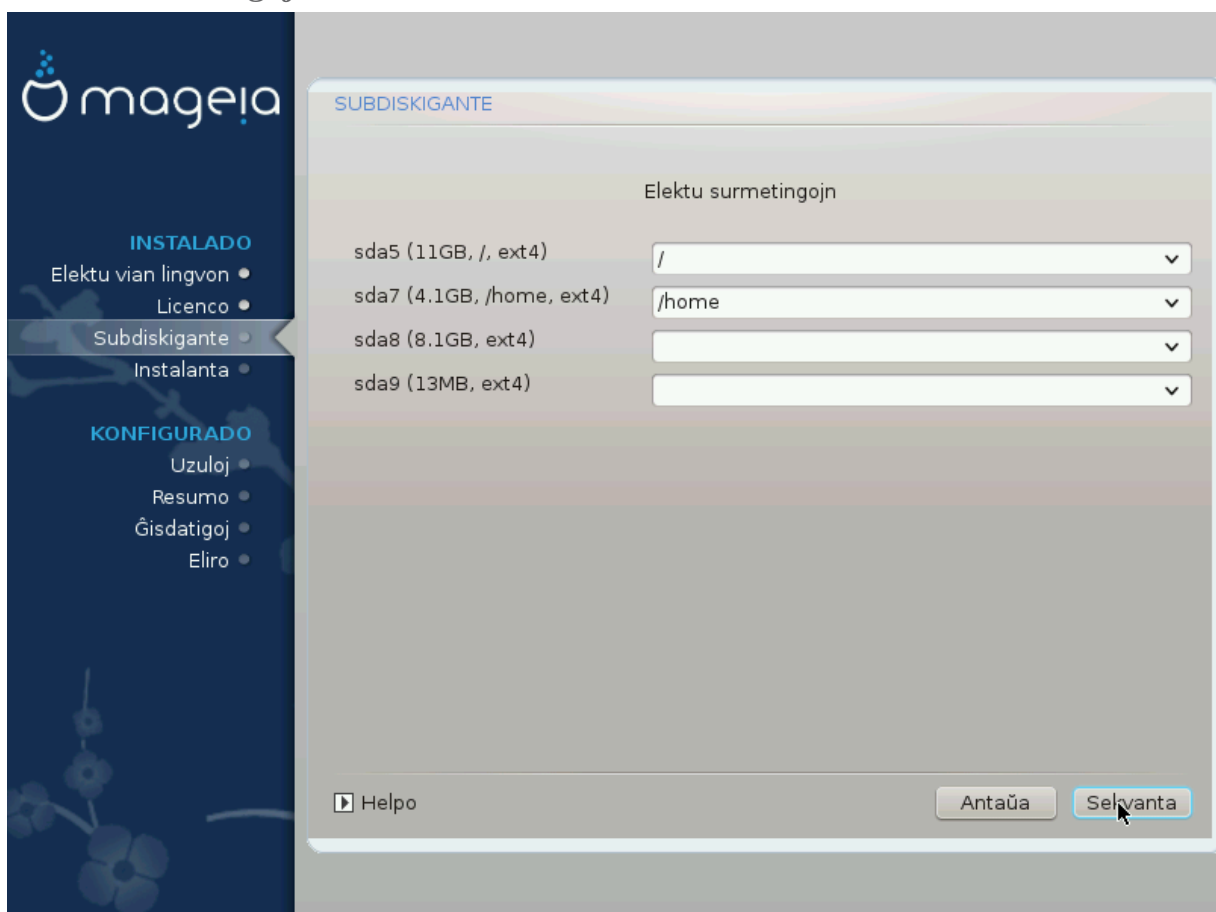 mageia
SUBDISKIGANTE
Elektu surmetingojn
INSTALADO
Elektu vian lingvon
Licenco
Subdiskigante
Instalanta
KONFIGURADO
Uzuloj
Resumo
Ĝisdatigoj
Eliro
sda5 (11GB, /, ext4)
/
sda7 (4.1GB, /home, ext4)
/home
sda8 (8.1GB, ext4)
sda9 (13MB, ext4)
Helpo
Antaŭa
Sekvanta